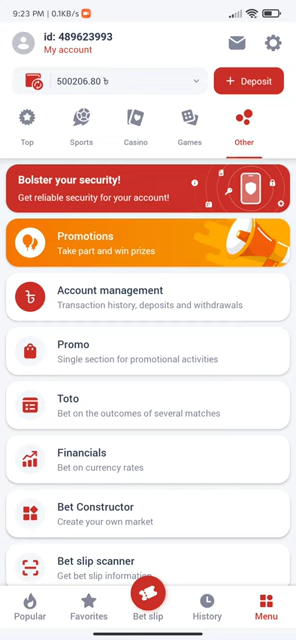 9:23 PM | 0.1KB/s
id: 489623993
My account
500206.80 ৳
+ Deposit
Top
Sports
Casino
Games
Other
Bolster your security!
Get reliable security for your account!
Promotions
Take part and win prizes
৳
Account management
Transaction history, deposits and withdrawals
Promo
Single section for promotional activities
Toto
Bet on the outcomes of several matches
Financials
Bet on currency rates
Bet Constructor
Create your own market
Bet slip scanner
Get bet slip information
Popular
Favorites
Bet slip
History
Menu